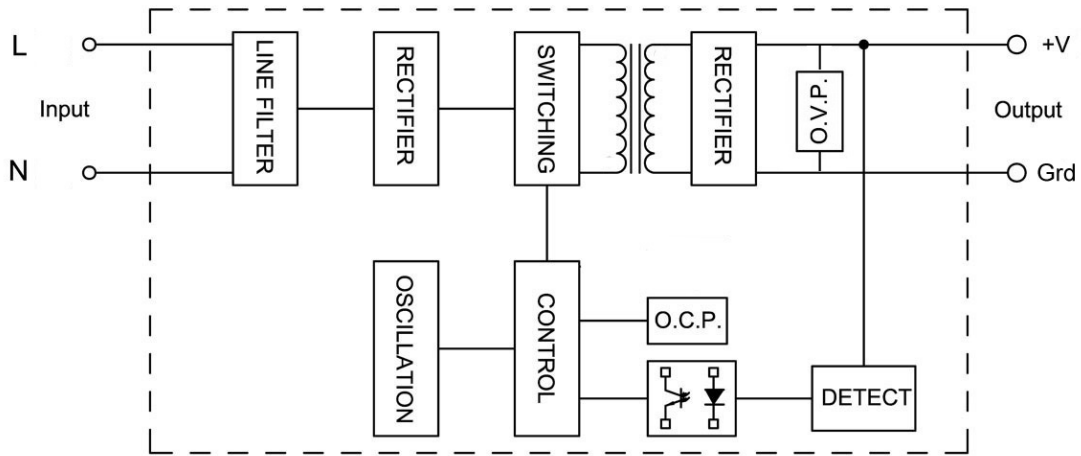 L
Input
N
LINE FILTER
RECTIFIER
SWITCHING
RECTIFIER
O.V.P.
+V
Output
Grd
OSCILLATION
CONTROL
O.C.P.
DETECT